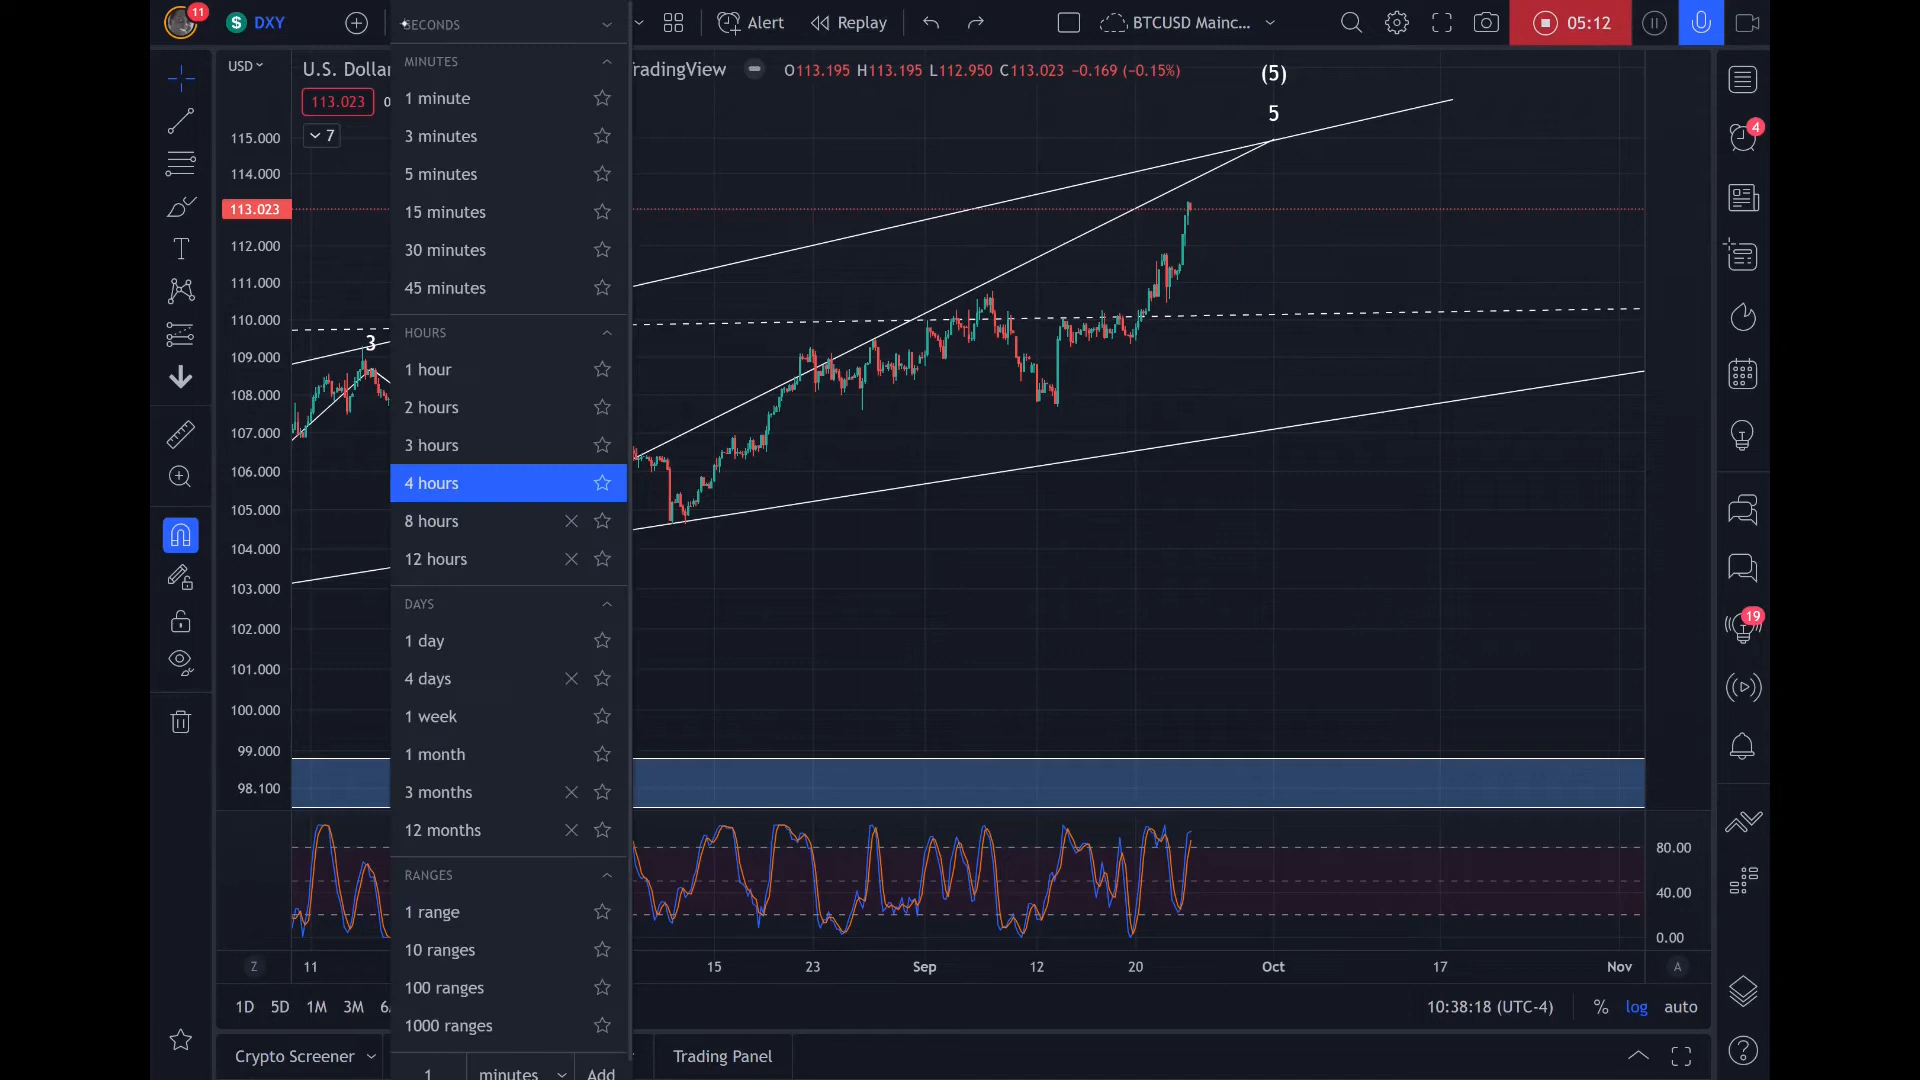 11
$ DXY
SECONDS
Alert
Replay
BTCUSD Mainc...
05:12
USD
U.S. Dollar
TradingView
O113.195 H113.195 L112.950 C113.023 −0.169 (−0.15%)
113.023
0
7
MINUTES
1 minute
3 minutes
5 minutes
15 minutes
30 minutes
45 minutes
HOURS
1 hour
2 hours
3 hours
4 hours
8 hours
12 hours
DAYS
1 day
4 days
1 week
1 month
3 months
12 months
RANGES
1 range
10 ranges
100 ranges
1000 ranges
1
minutes
Add
(5)
5
3
115.000
114.000
113.023
112.000
111.000
110.000
109.000
108.000
107.000
106.000
105.000
104.000
103.000
102.000
101.000
100.000
99.000
98.100
80.00
40.00
0.00
Z
11
15
23
Sep
12
20
Oct
17
Nov
A
1D
5D
1M
3M
6
10:38:18 (UTC-4)
%
log
auto
Crypto Screener
Trading Panel
4
19
T